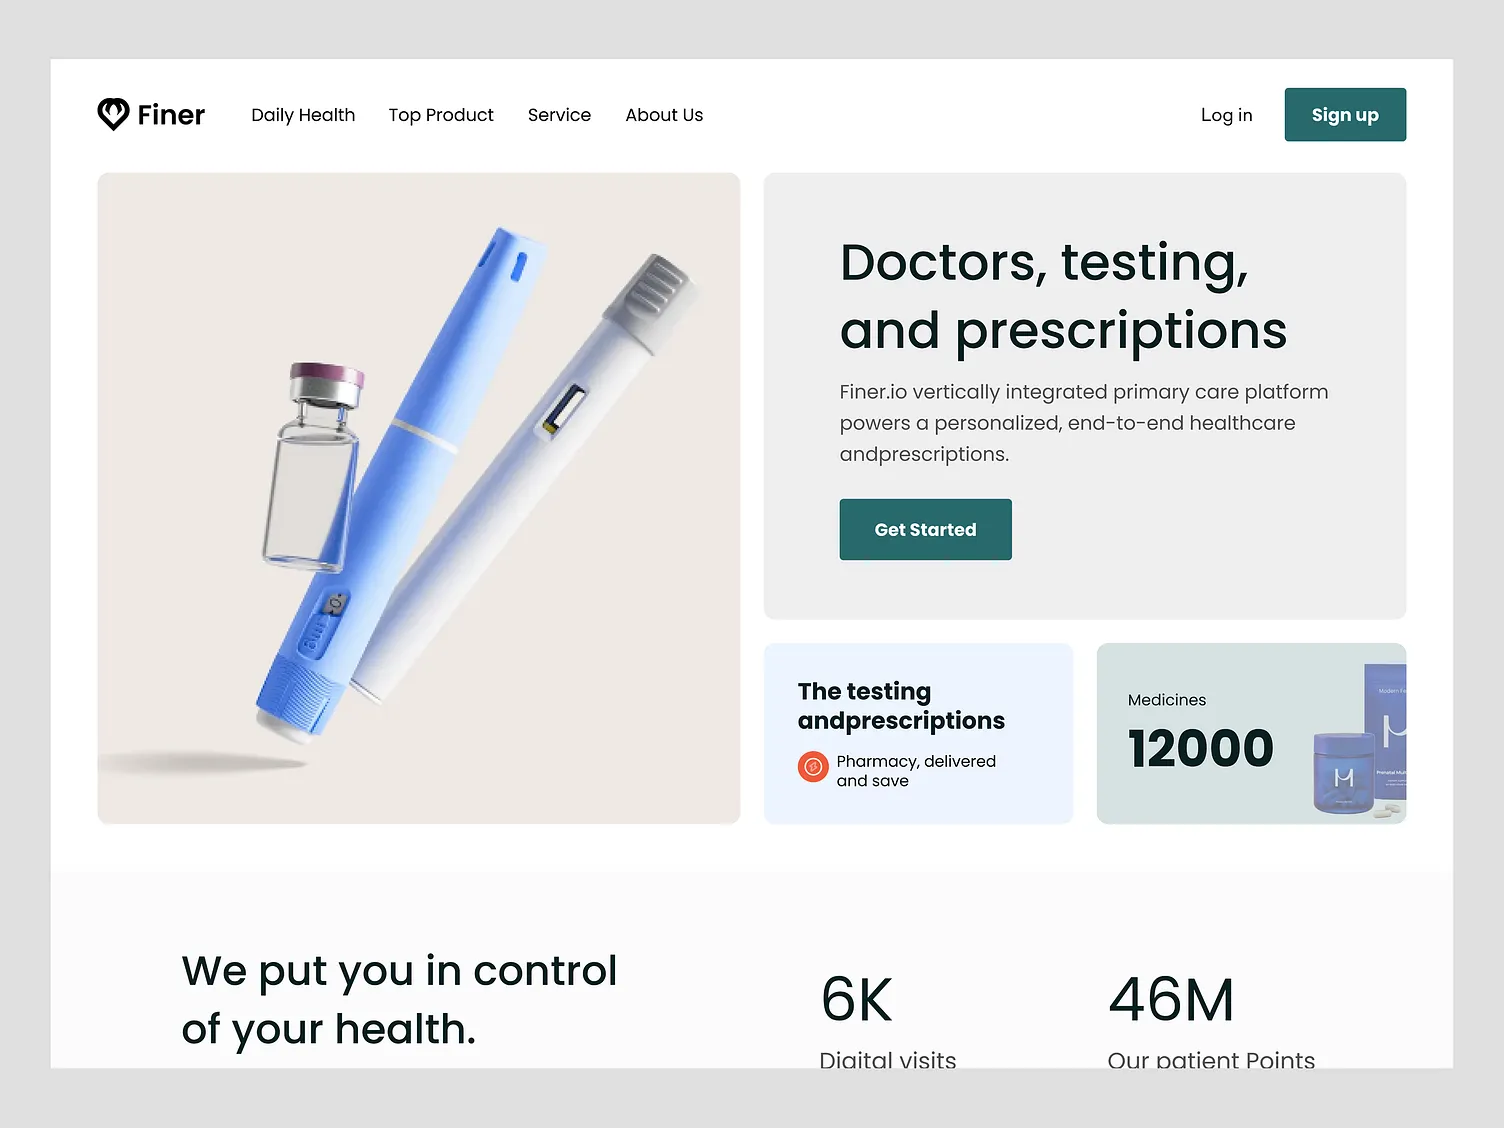 Finer
Daily Health
Top Product
Service
About Us
Log in
Sign up
Doctors, testing,
and prescriptions
Finer.io vertically integrated primary care platform
powers a personalized, end-to-end healthcare
andprescriptions.
Get Started
The testing
andprescriptions
Pharmacy, delivered
and save
Medicines
12000
We put you in control
of your health.
6K
Digital visits
46M
Our patient Points